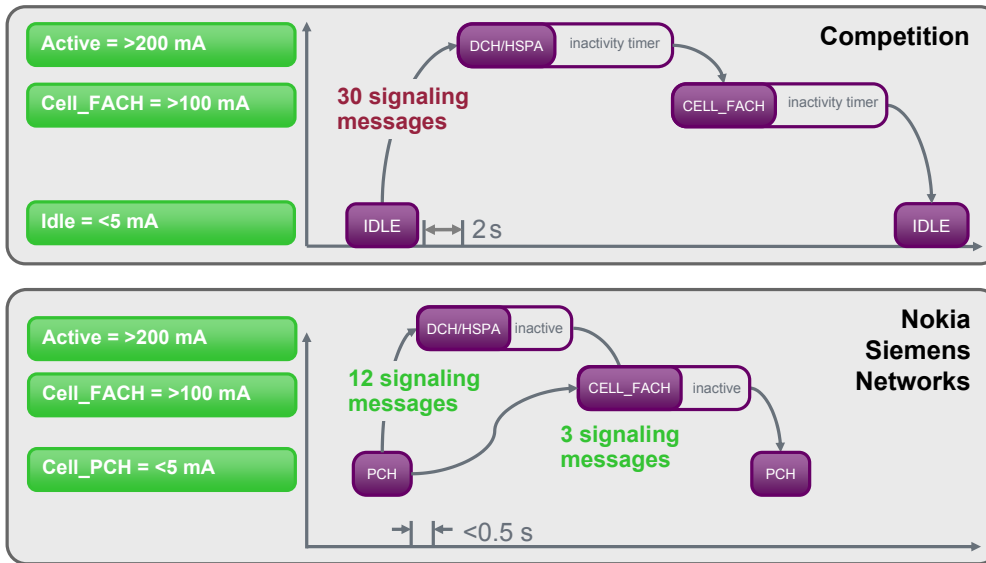 Active = >200 mA
Cell_FACH = >100 mA
Idle = <5 mA
DCH/HSPA
inactivity timer
Competition
30 signaling
messages
CELL_FACH
inactivity timer
IDLE
2 s
IDLE
Active = >200 mA
Cell_FACH = >100 mA
Cell_PCH = <5 mA
DCH/HSPA
inactive
Nokia
Siemens
Networks
12 signaling
messages
CELL_FACH
inactive
3 signaling
messages
PCH
PCH
<0.5 s